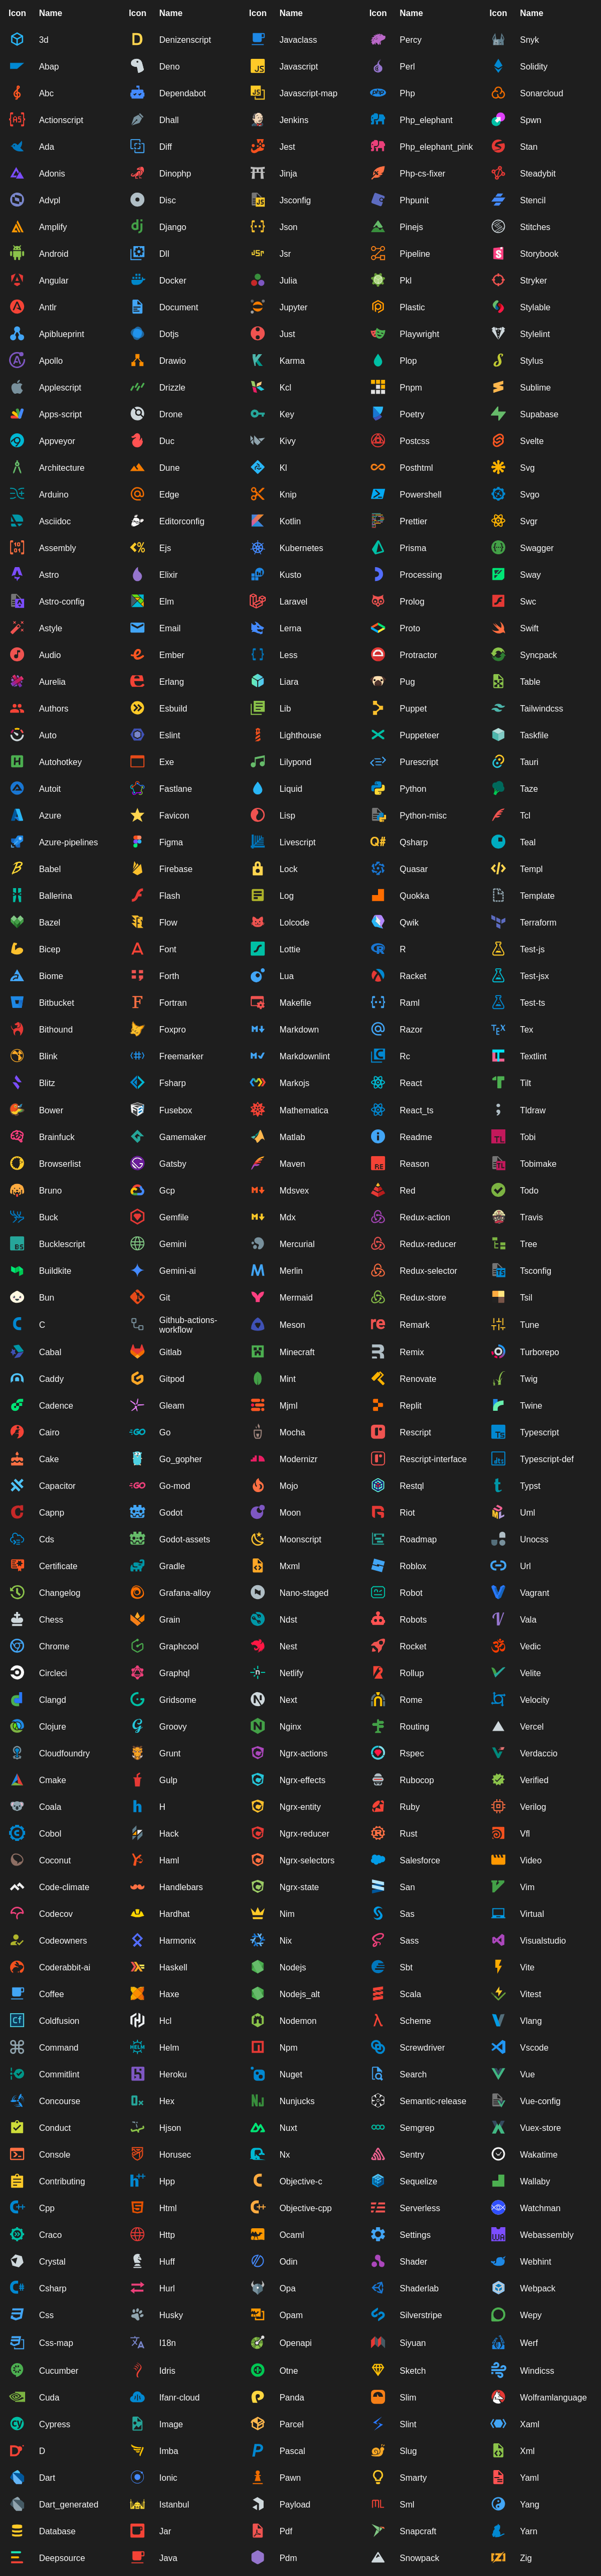 Icon Name Icon Name Icon Name Icon Name Icon Name
3d Denizenscript Javaclass Percy Snyk
Abap Deno Javascript Perl Solidity
Abc Dependabot Javascript-map Php Sonarcloud
Actionscript Dhall Jenkins Php_elephant Spwn
Ada Diff Jest Php_elephant_pink Stan
Adonis Dinophp Jinja Php-cs-fixer Steadybit
Advpl Disc Jsconfig Phpunit Stencil
Amplify Django Json Pinejs Stitches
Android Dll Jsr Pipeline Storybook
Angular Docker Julia Pkl Stryker
Antlr Document Jupyter Plastic Stylable
Apiblueprint Dotjs Just Playwright Stylelint
Apollo Drawio Karma Plop Stylus
Applescript Drizzle Kcl Pnpm Sublime
Apps-script Drone Key Poetry Supabase
Appveyor Duc Kivy Postcss Svelte
Architecture Dune Kl Posthtml Svg
Arduino Edge Knip Powershell Svgo
Asciidoc Editorconfig Kotlin Prettier Svgr
Assembly Ejs Kubernetes Prisma Swagger
Astro Elixir Kusto Processing Sway
Astro-config Elm Laravel Prolog Swc
Astyle Email Lerna Proto Swift
Audio Ember Less Protractor Syncpack
Aurelia Erlang Liara Pug Table
Authors Esbuild Lib Puppet Tailwindcss
Auto Eslint Lighthouse Puppeteer Taskfile
Autohotkey Exe Lilypond Purescript Tauri
Autoit Fastlane Liquid Python Taze
Azure Favicon Lisp Python-misc Tcl
Azure-pipelines Figma Livescript Qsharp Teal
Babel Firebase Lock Quasar Templ
Ballerina Flash Log Quokka Template
Bazel Flow Lolcode Qwik Terraform
Bicep Font Lottie R Test-js
Biome Forth Lua Racket Test-jsx
Bitbucket Fortran Makefile Raml Test-ts
Bithound Foxpro Markdown Razor Tex
Blink Freemarker Markdownlint Rc Textlint
Blitz Fsharp Markojs React Tilt
Bower Fusebox Mathematica React_ts Tldraw
Brainfuck Gamemaker Matlab Readme Tobi
Browserlist Gatsby Maven Reason Tobimake
Bruno Gcp Mdsvex Red Todo
Buck Gemfile Mdx Redux-action Travis
Bucklescript Gemini Mercurial Redux-reducer Tree
Buildkite Gemini-ai Merlin Redux-selector Tsconfig
Bun Git Mermaid Redux-store Tsil
C Github-actions-workflow Meson Remark Tune
Cabal Gitlab Minecraft Remix Turborepo
Caddy Gitpod Mint Renovate Twig
Cadence Gleam Mjml Replit Twine
Cairo Go Mocha Rescript Typescript
Cake Go_gopher Modernizr Rescript-interface Typescript-def
Capacitor Go-mod Mojo Restql Typst
Capnp Godot Moon Riot Uml
Cds Godot-assets Moonscript Roadmap Unocss
Certificate Gradle Mxml Roblox Url
Changelog Grafana-alloy Nano-staged Robot Vagrant
Chess Grain Ndst Robots Vala
Chrome Graphcool Nest Rocket Vedic
Circleci Graphql Netlify Rollup Velite
Clangd Gridsome Next Rome Velocity
Clojure Groovy Nginx Routing Vercel
Cloudfoundry Grunt Ngrx-actions Rspec Verdaccio
Cmake Gulp Ngrx-effects Rubocop Verified
Coala H Ngrx-entity Ruby Verilog
Cobol Hack Ngrx-reducer Rust Vfl
Coconut Haml Ngrx-selectors Salesforce Video
Code-climate Handlebars Ngrx-state San Vim
Codecov Hardhat Nim Sas Virtual
Codeowners Harmonix Nix Sass Visualstudio
Coderabbit-ai Haskell Nodejs Sbt Vite
Coffee Haxe Nodejs_alt Scala Vitest
Coldfusion Hcl Nodemon Scheme Vlang
Command Helm Npm Screwdriver Vscode
Commitlint Heroku Nuget Search Vue
Concourse Hex Nunjucks Semantic-release Vue-config
Conduct Hjson Nuxt Semgrep Vuex-store
Console Horusec Nx Sentry Wakatime
Contributing Hpp Objective-c Sequelize Wallaby
Cpp Html Objective-cpp Serverless Watchman
Craco Http Ocaml Settings Webassembly
Crystal Huff Odin Shader Webhint
Csharp Hurl Opa Shaderlab Webpack
Css Husky Opam Silverstripe Wepy
Css-map I18n Openapi Siyuan Werf
Cucumber Idris Otne Sketch Windicss
Cuda Ifanr-cloud Panda Slim Wolframlanguage
Cypress Image Parcel Slint Xaml
D Imba Pascal Slug Xml
Dart Ionic Pawn Smarty Yaml
Dart_generated Istanbul Payload Sml Yang
Database Jar Pdf Snapcraft Yarn
Deepsource Java Pdm Snowpack Zig